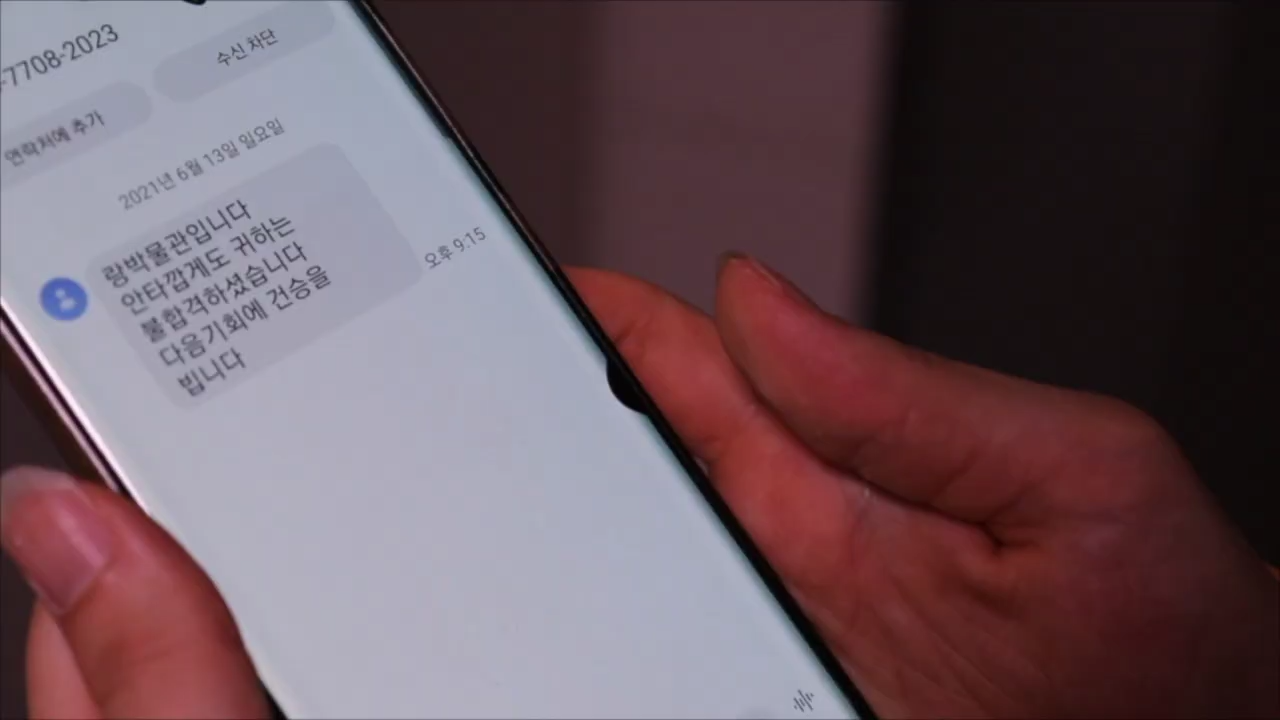 -7708-2023
연락처에 추가
수신 차단
2021년 6월 13일 일요일
랑박물관입니다
안타깝게도 귀하는
불합격하셨습니다
다음기회에 건승을
빕니다
오후 9:15